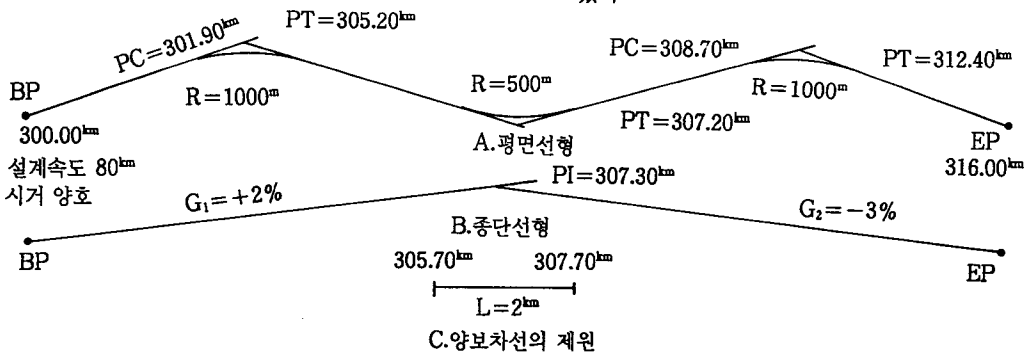 PC=301.90km
PT=305.20km
PC=308.70km
PT=312.40km
BP
300.00km
R=1000m
R=500m
R=1000m
PT=307.20km
EP
316.00km
A.평면선형
설계속도 80km
시거 양호
G₁=+2%
PI=307.30km
G₂=−3%
B.종단선형
BP
EP
305.70km 307.70km
L=2km
C.양보차선의 제원